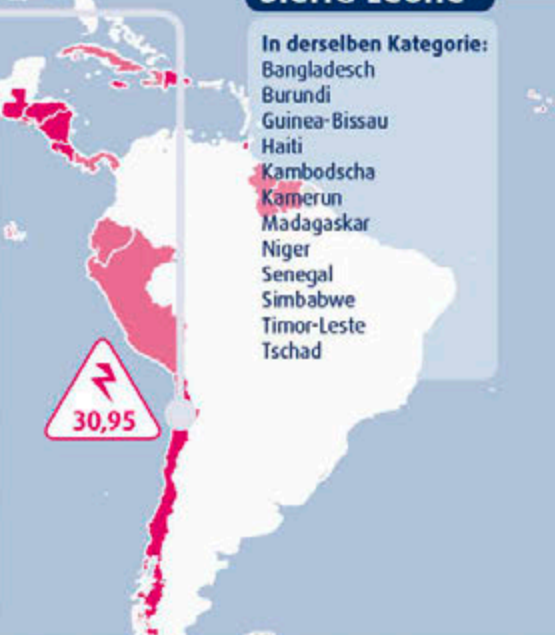 In derselben Kategorie:
Bangladesch
Burundi
Guinea-Bissau
Haiti
Kambodscha
Kamerun
Madagaskar
Niger
Senegal
Simbabwe
Timor-Leste
Tschad
30,95